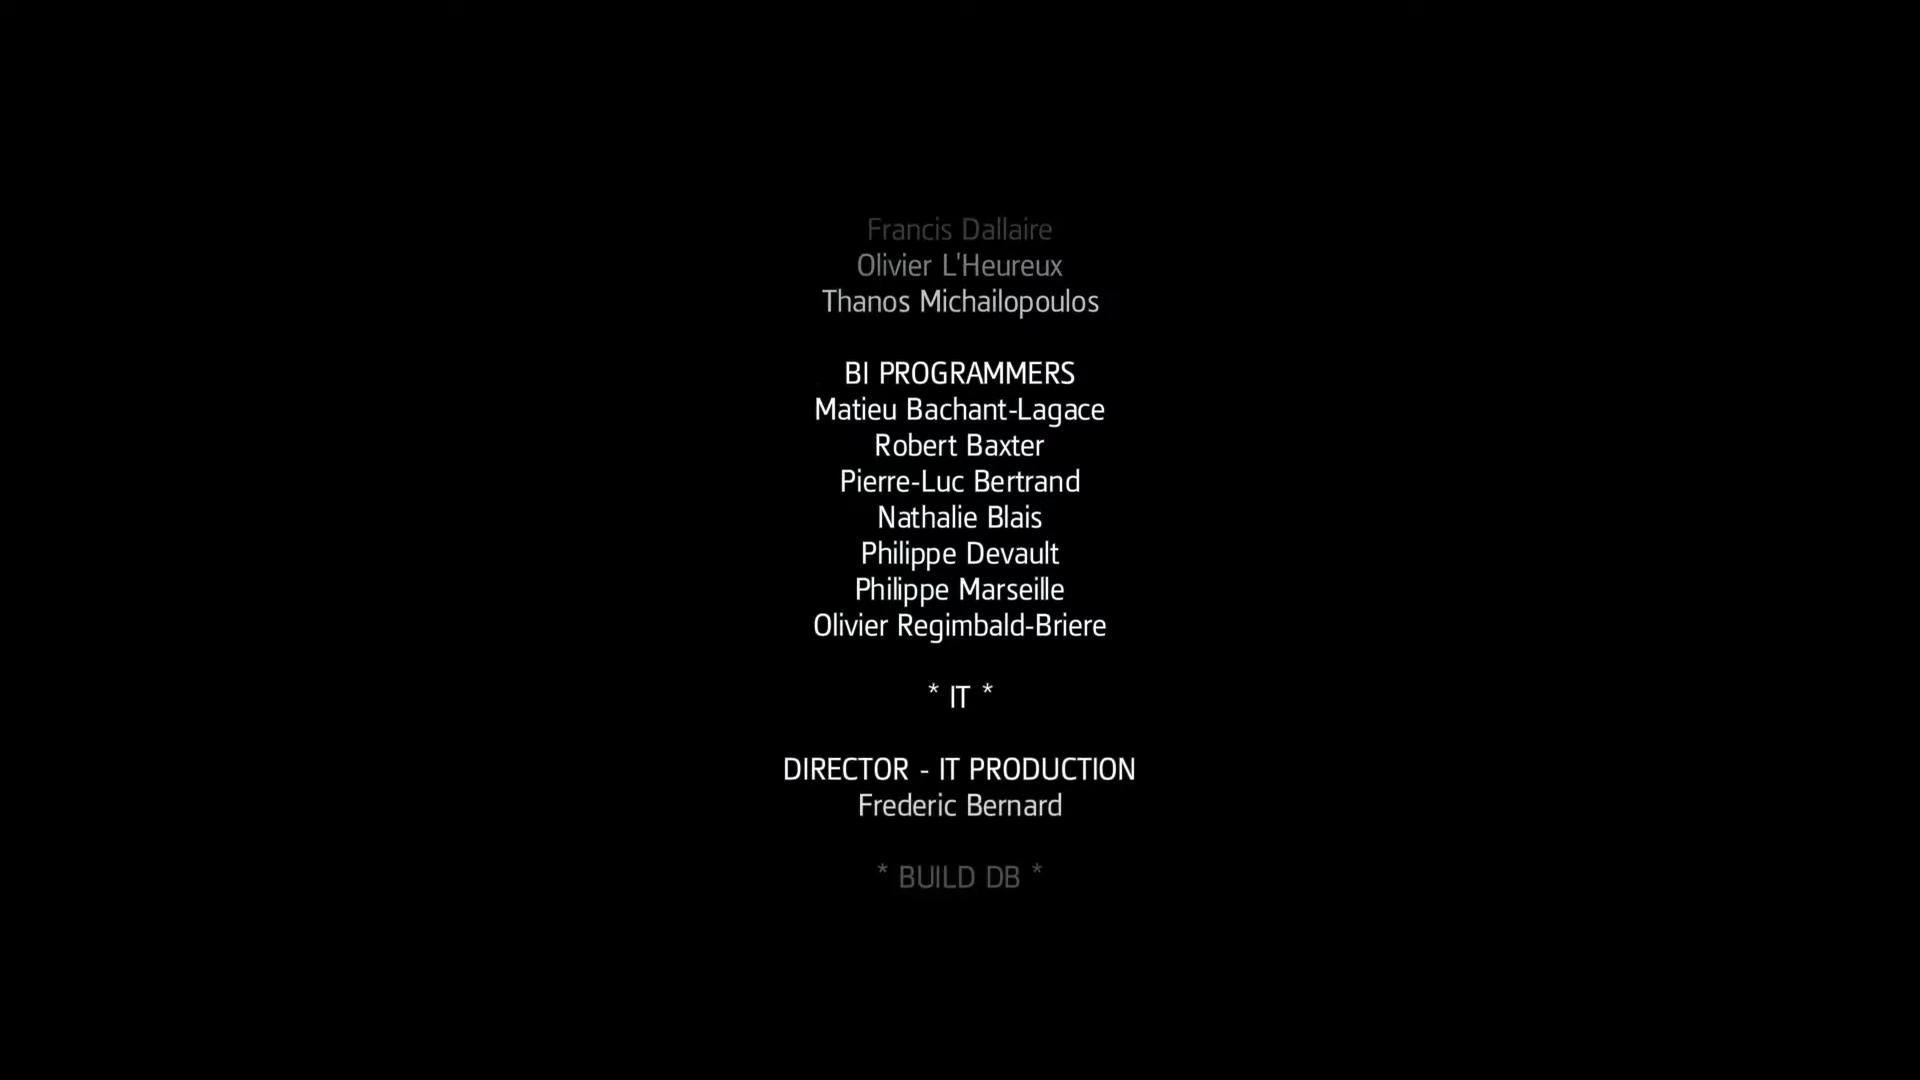 Francis Dallaire
Olivier L'Heureux
Thanos Michailopoulos
BI PROGRAMMERS
Matieu Bachant-Lagace
Robert Baxter
Pierre-Luc Bertrand
Nathalie Blais
Philippe Devault
Philippe Marseille
Olivier Regimbald-Briere
* IT *
DIRECTOR - IT PRODUCTION
Frederic Bernard
* BUILD DB *